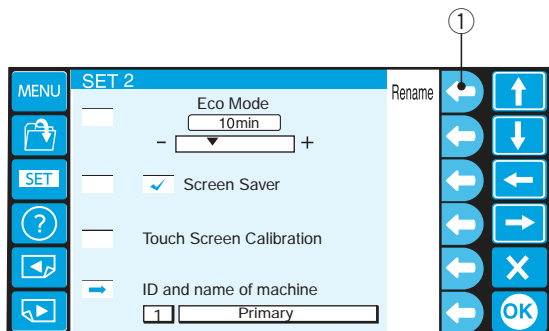 1
MENU
SET 2
Rename
Eco Mode
10min
- +
SET
Screen Saver
?
Touch Screen Calibration
ID and name of machine
1 Primary
OK